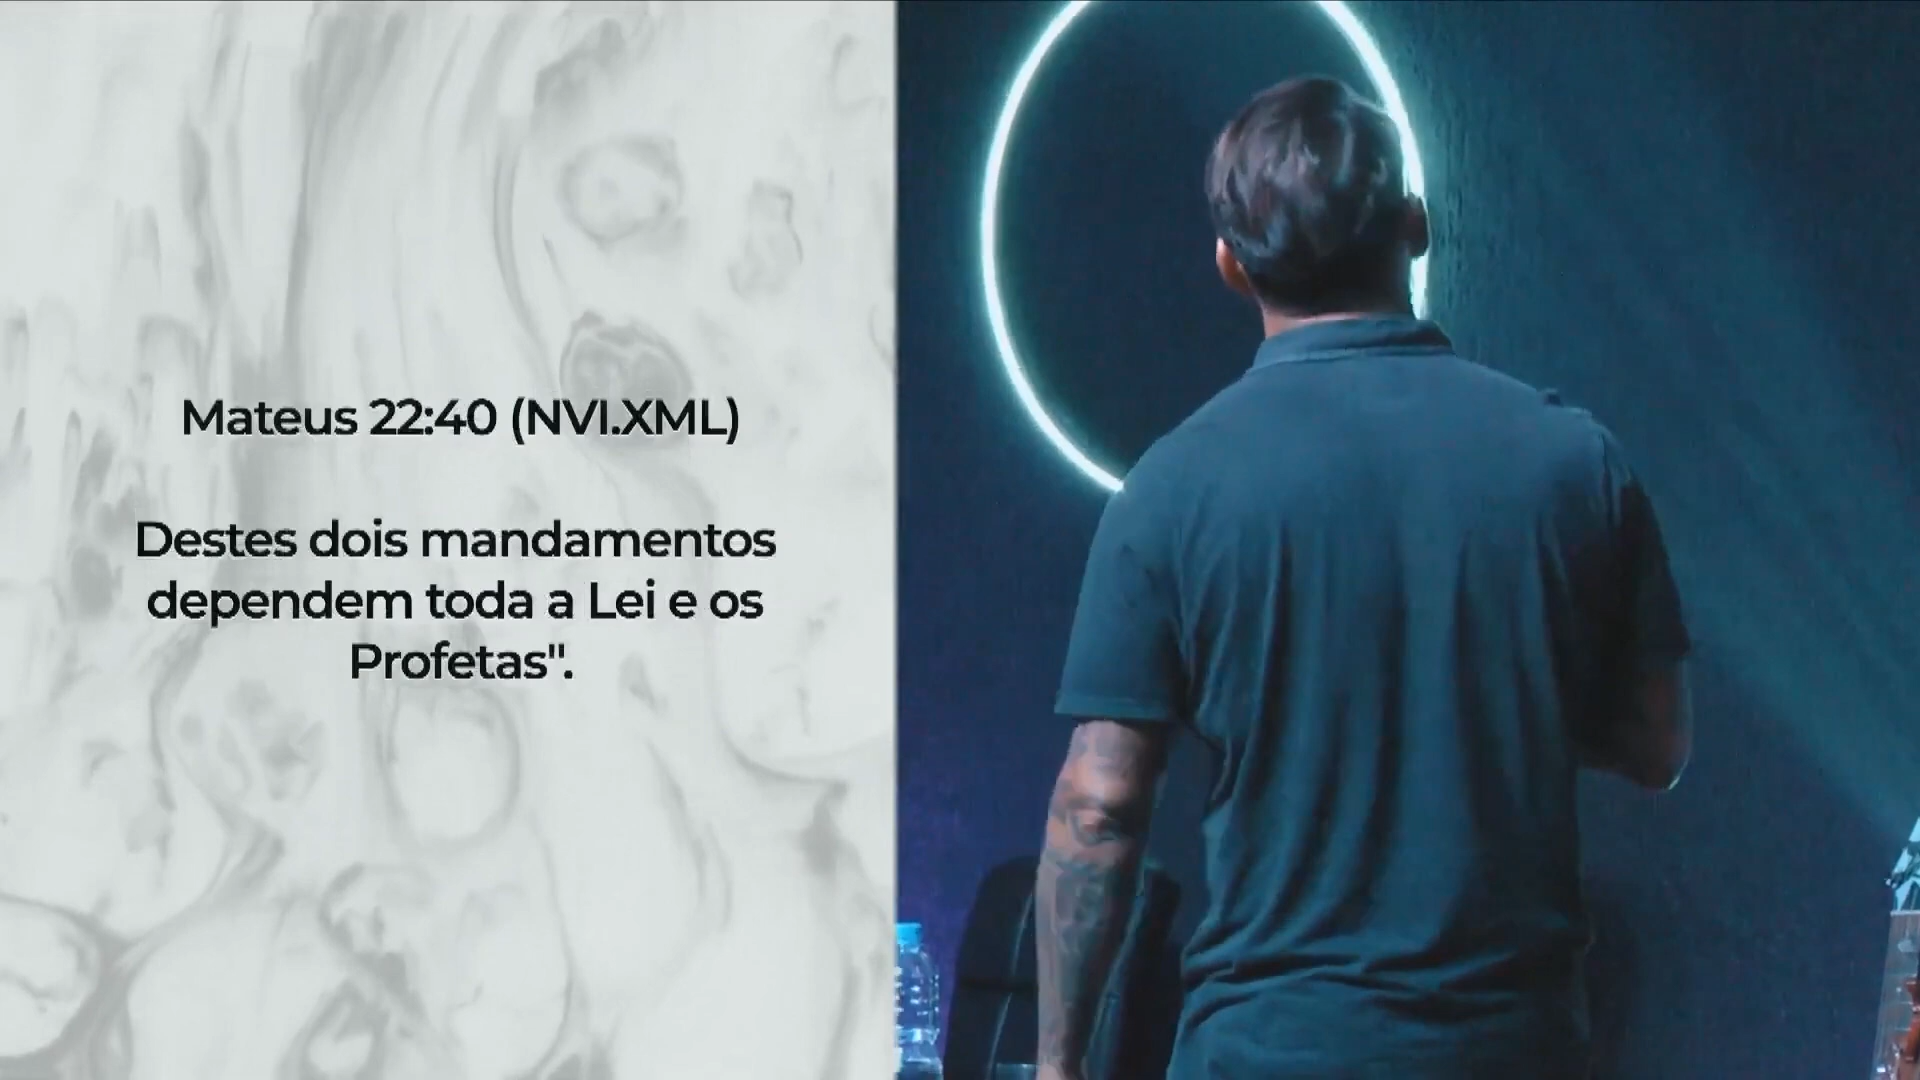 Mateus 22:40 (NVI.XML)
Destes dois mandamentos
dependem toda a Lei e os
Profetas".